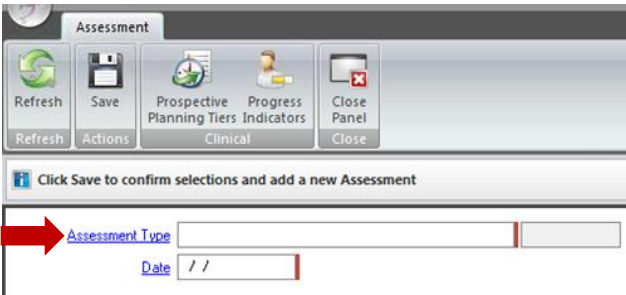 Assessment
Refresh Save Prospective Progress Close
Planning Tiers Indicators Panel
Refresh Actions Clinical Close
Click Save to confirm selections and add a new Assessment
Assessment Type
Date / /